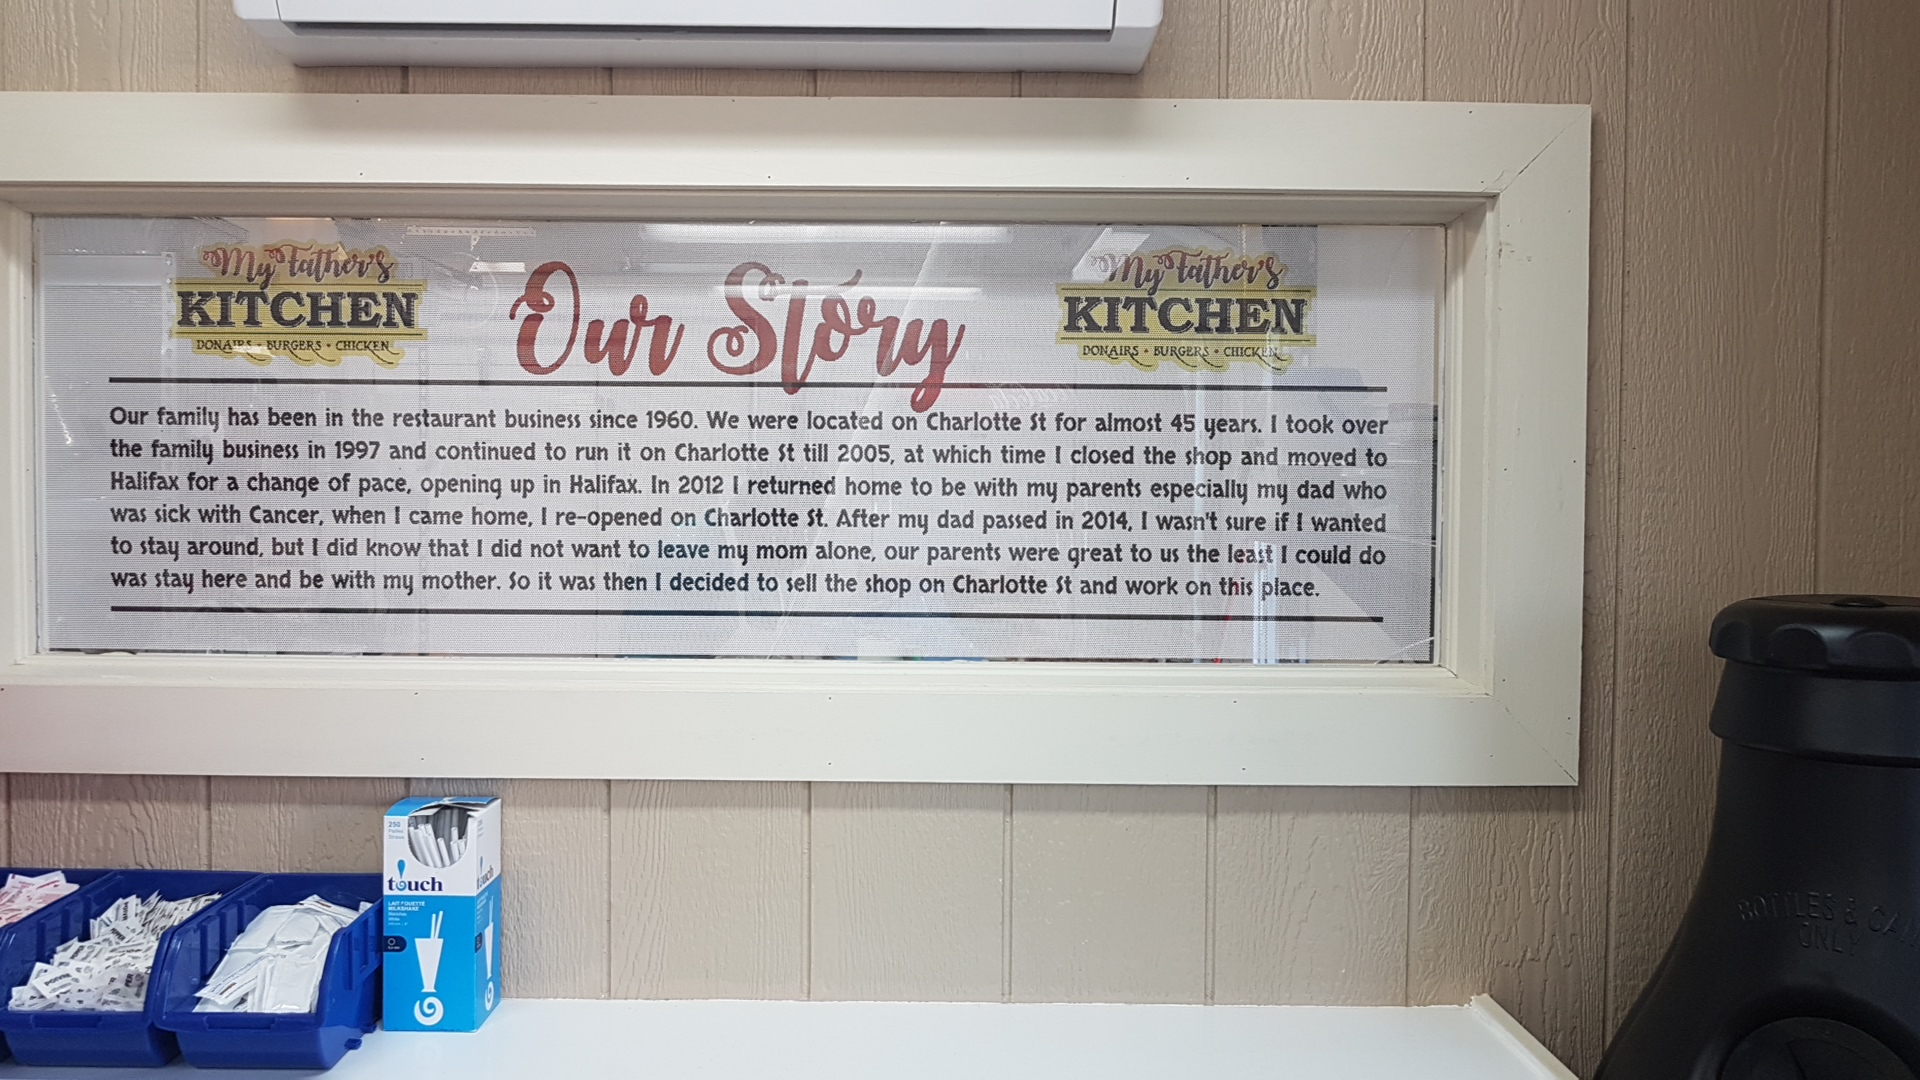 My Father's
KITCHEN
DONAIRS • BURGERS • CHICKEN
Our Story
My Father's
KITCHEN
DONAIRS • BURGERS • CHICKEN
Our family has been in the restaurant business since 1960. We were located on Charlotte St for almost 45 years. I took over
the family business in 1997 and continued to run it on Charlotte St till 2005, at which time I closed the shop and moved to
Halifax for a change of pace, opening up in Halifax. In 2012 I returned home to be with my parents especially my dad who
was sick with Cancer, when I came home, I re-opened on Charlotte St. After my dad passed in 2014, I wasn't sure if I wanted
to stay around, but I did know that I did not want to leave my mom alone, our parents were great to us the least I could do
was stay here and be with my mother. So it was then I decided to sell the shop on Charlotte St and work on this place.
250
touch
touch
LAIT FOUETTÉ
MILKSHAKE
BOTTLES & CA
ONLY